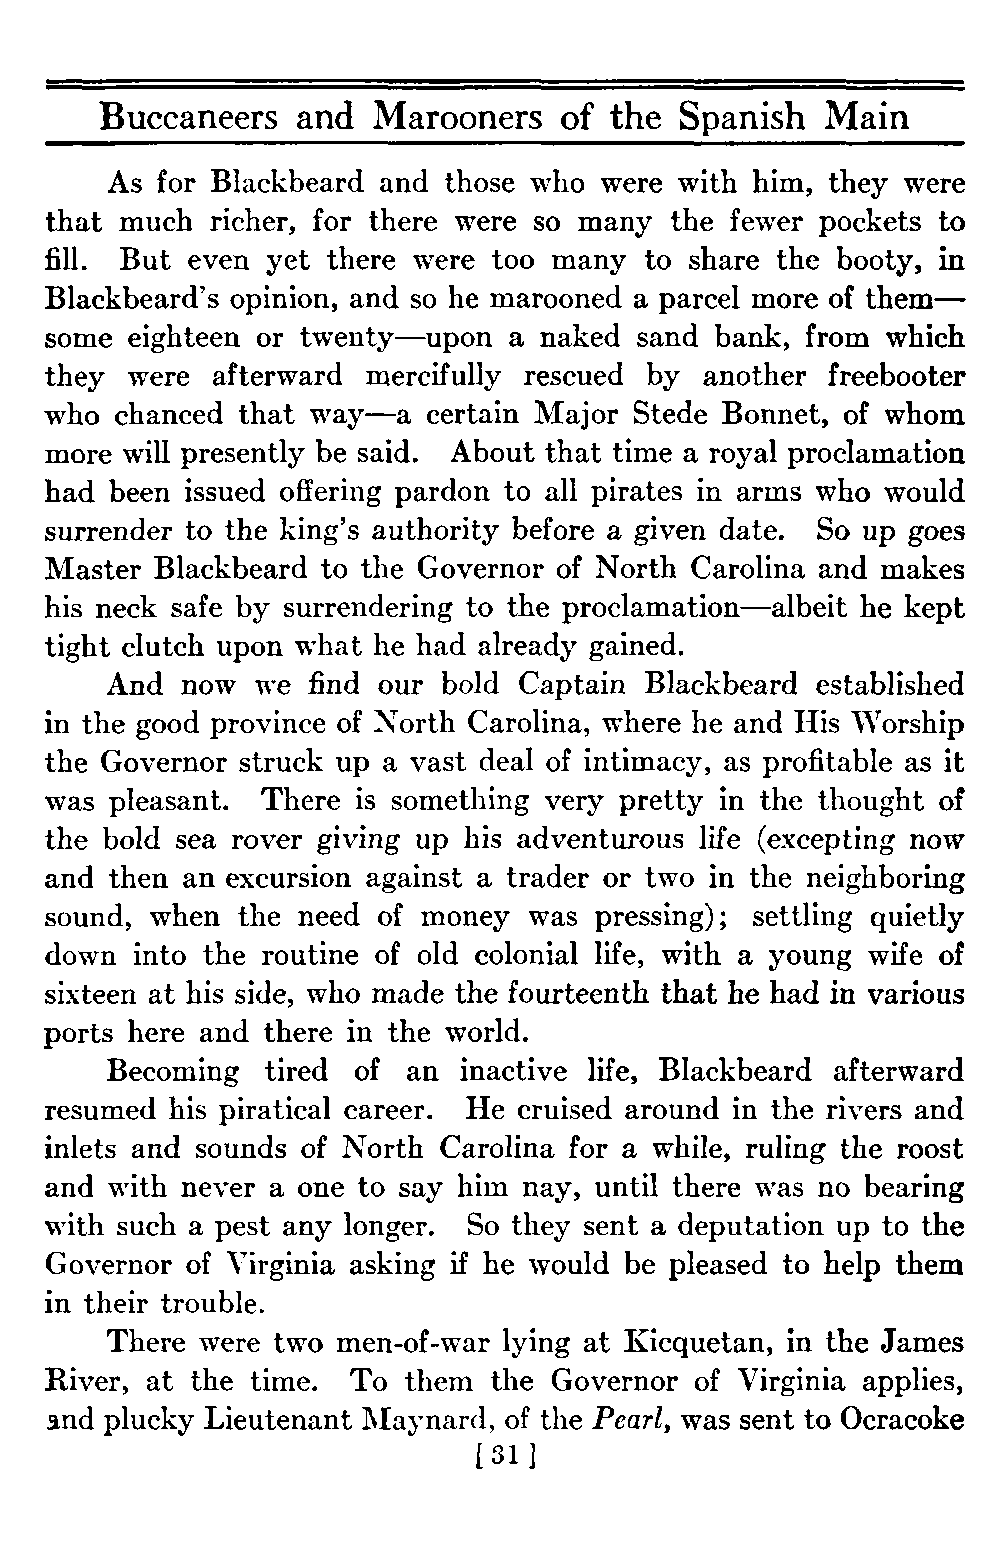 Buccaneers and Marooners of the Spanish Main
As for Blackbeard and those who were with him, they were
that much richer, for there were so many the fewer pockets to
fill. But even yet there were too many to share the booty, in
Blackbeard's opinion, and so he marooned a parcel more of them—
some eighteen or twenty—upon a naked sand bank, from which
they were afterward mercifully rescued by another freebooter
who chanced that way—a certain Major Stede Bonnet, of whom
more will presently be said. About that time a royal proclamation
had been issued offering pardon to all pirates in arms who would
surrender to the king's authority before a given date. So up goes
Master Blackbeard to the Governor of North Carolina and makes
his neck safe by surrendering to the proclamation—albeit he kept
tight clutch upon what he had already gained.
And now we find our bold Captain Blackbeard established
in the good province of North Carolina, where he and His Worship
the Governor struck up a vast deal of intimacy, as profitable as it
was pleasant. There is something very pretty in the thought of
the bold sea rover giving up his adventurous life (excepting now
and then an excursion against a trader or two in the neighboring
sound, when the need of money was pressing); settling quietly
down into the routine of old colonial life, with a young wife of
sixteen at his side, who made the fourteenth that he had in various
ports here and there in the world.
Becoming tired of an inactive life, Blackbeard afterward
resumed his piratical career. He cruised around in the rivers and
inlets and sounds of North Carolina for a while, ruling the roost
and with never a one to say him nay, until there was no bearing
with such a pest any longer. So they sent a deputation up to the
Governor of Virginia asking if he would be pleased to help them
in their trouble.
There were two men-of-war lying at Kicquetan, in the James
River, at the time. To them the Governor of Virginia applies,
and plucky Lieutenant Maynard, of the Pearl, was sent to Ocracoke
[31]